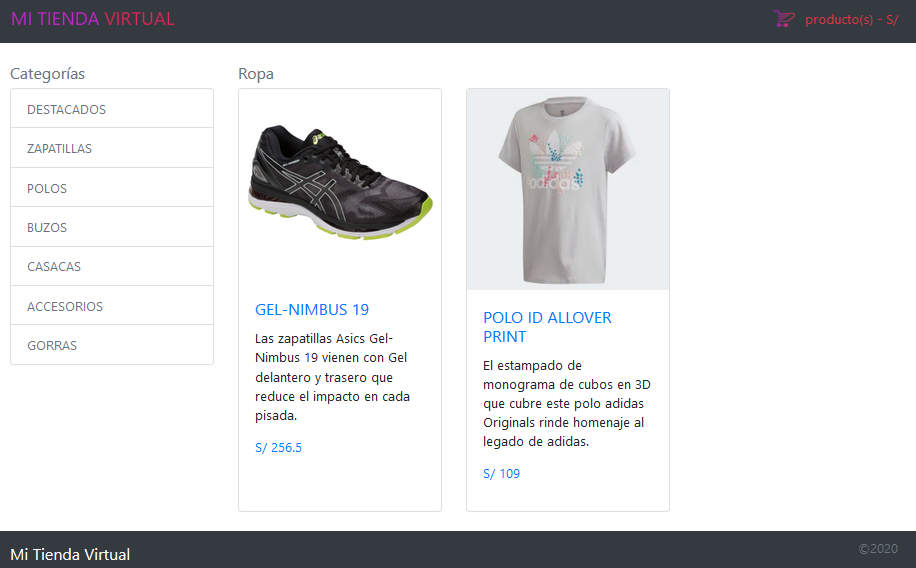 MI TIENDA VIRTUAL
producto(s) - S/
Categorías
DESTACADOS
ZAPATILLAS
POLOS
BUZOS
CASACAS
ACCESORIOS
GORRAS
Ropa
GEL-NIMBUS 19
Las zapatillas Asics Gel-
Nimbus 19 vienen con Gel
delantero y trasero que
reduce el impacto en cada
pisada.
S/ 256.5
adidas
POLO ID ALLOVER
PRINT
El estampado de
monograma de cubos en 3D
que cubre este polo adidas
Originals rinde homenaje al
legado de adidas.
S/ 109
Mi Tienda Virtual
©2020